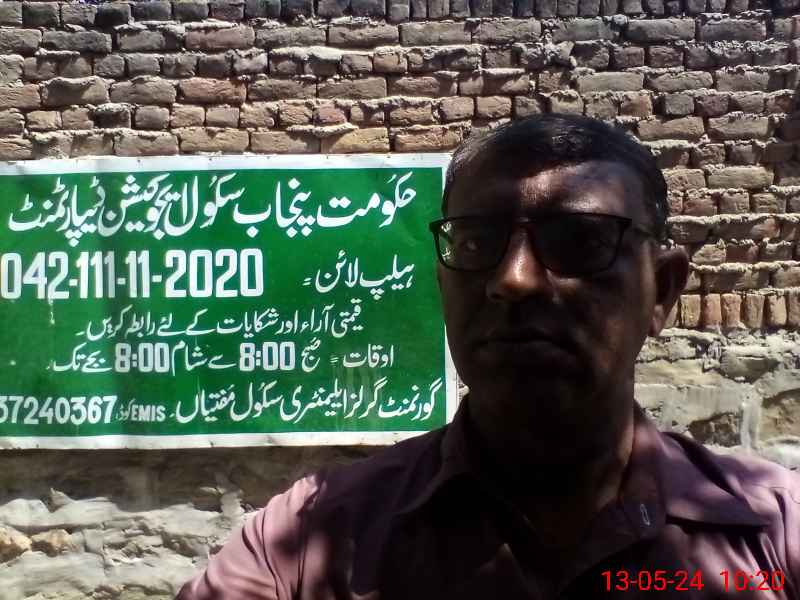 حکومت پنجاب سکول ایجوکیشن ڈیپارٹمنٹ
ہیلپ لائن = 042-111-11-2020
قیمتی آراء اور شکایات کے لئے رابطہ کریں۔
اوقات = صبح 8:00 سے شام 8:00 بجے تک۔
گورنمنٹ گرلز ایلیمنٹری سکول مفتیاں۔ EMIS کوڈ، 37240367
13-05-24 10:20